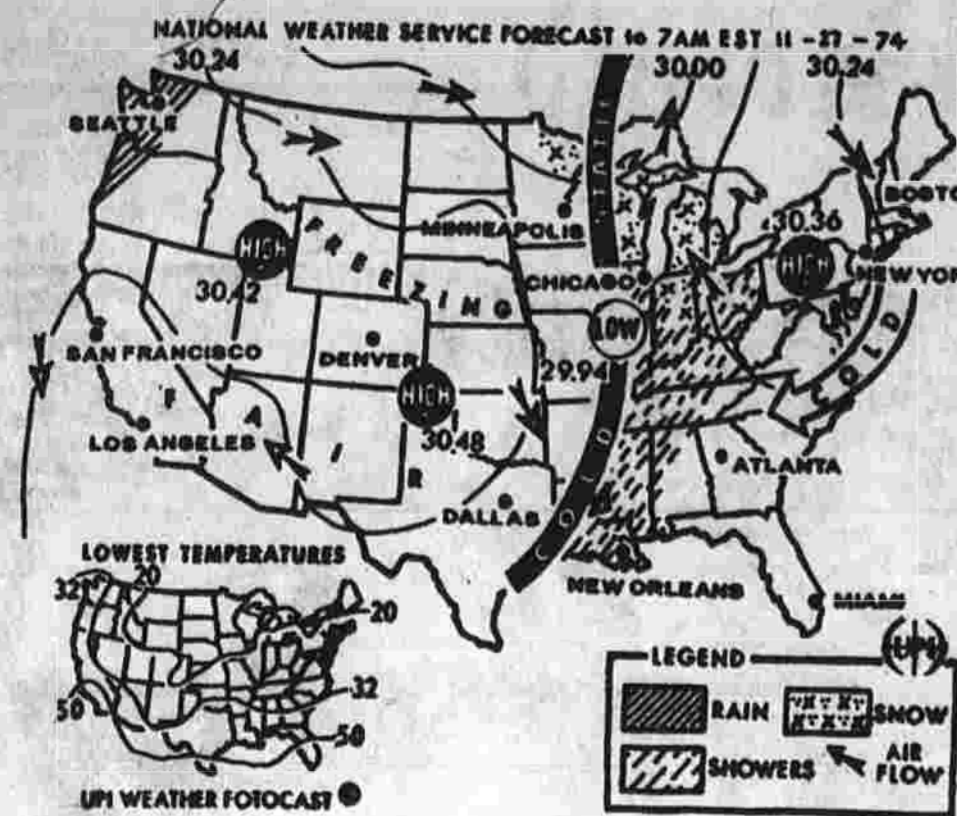 NATIONAL WEATHER SERVICE FORECAST to 7AM EST 11-27-74
30.24
30.00
30.24
SEATTLE
BOSTO
MINNEAPOLIS
30.36
HIGH
FREEZING
CHICAGO
HIGH
NEW YOR
30.42
LOW
COLD
SAN FRANCISCO
DENVER
29.94
HIGH
FAIR
30.48
LOS ANGELES
ATLANTA
DALLAS
COLD
LOWEST TEMPERATURES
NEW ORLEANS
MIAMI
32
20
20
32
50
50
UPI
LEGEND
RAIN
SNOW
SHOWERS
AIR
FLOW
UPI WEATHER FOTOCAST